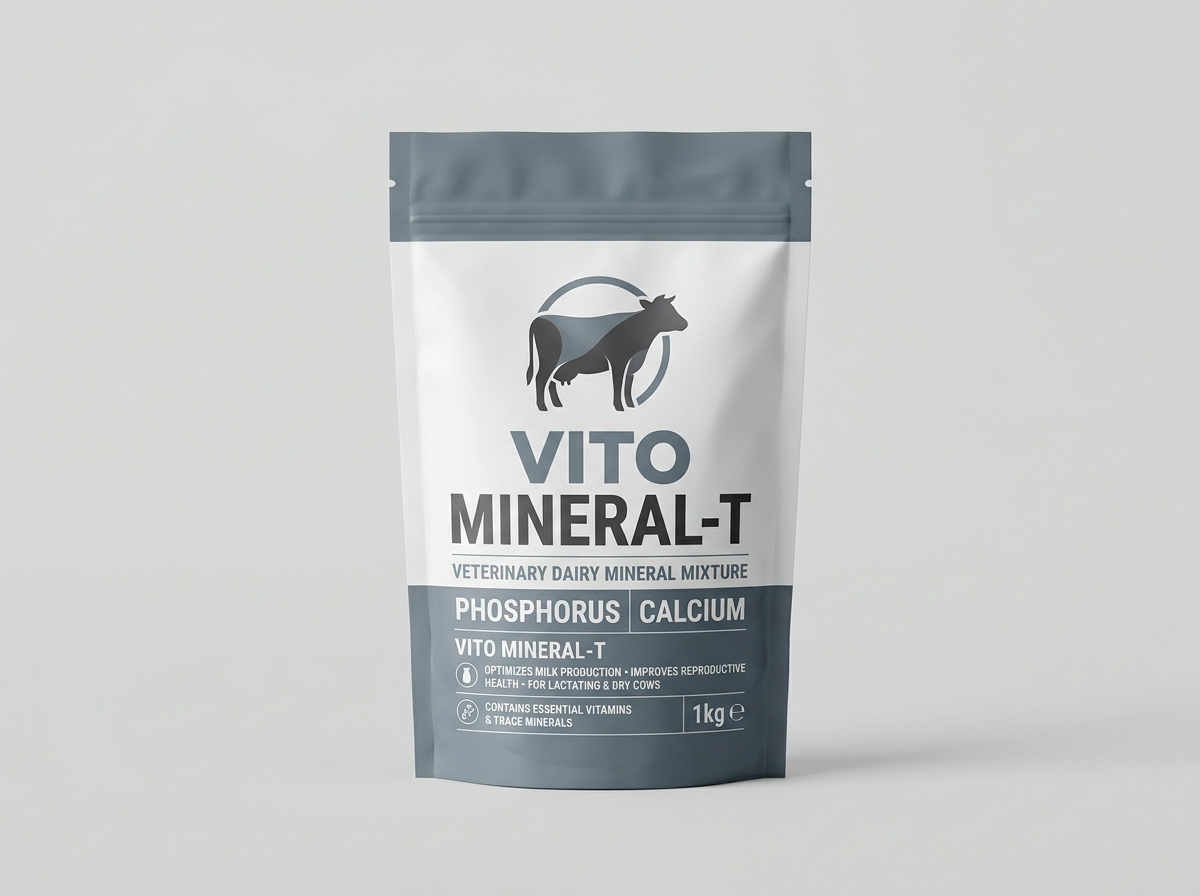 VITO
MINERAL-T
VETERINARY DAIRY MINERAL MIXTURE
PHOSPHORUS CALCIUM
VITO MINERAL-T
OPTIMIZES MILK PRODUCTION • IMPROVES REPRODUCTIVE
HEALTH - FOR LACTATING & DRY COWS
CONTAINS ESSENTIAL VITAMINS
& TRACE MINERALS
1kg ℮